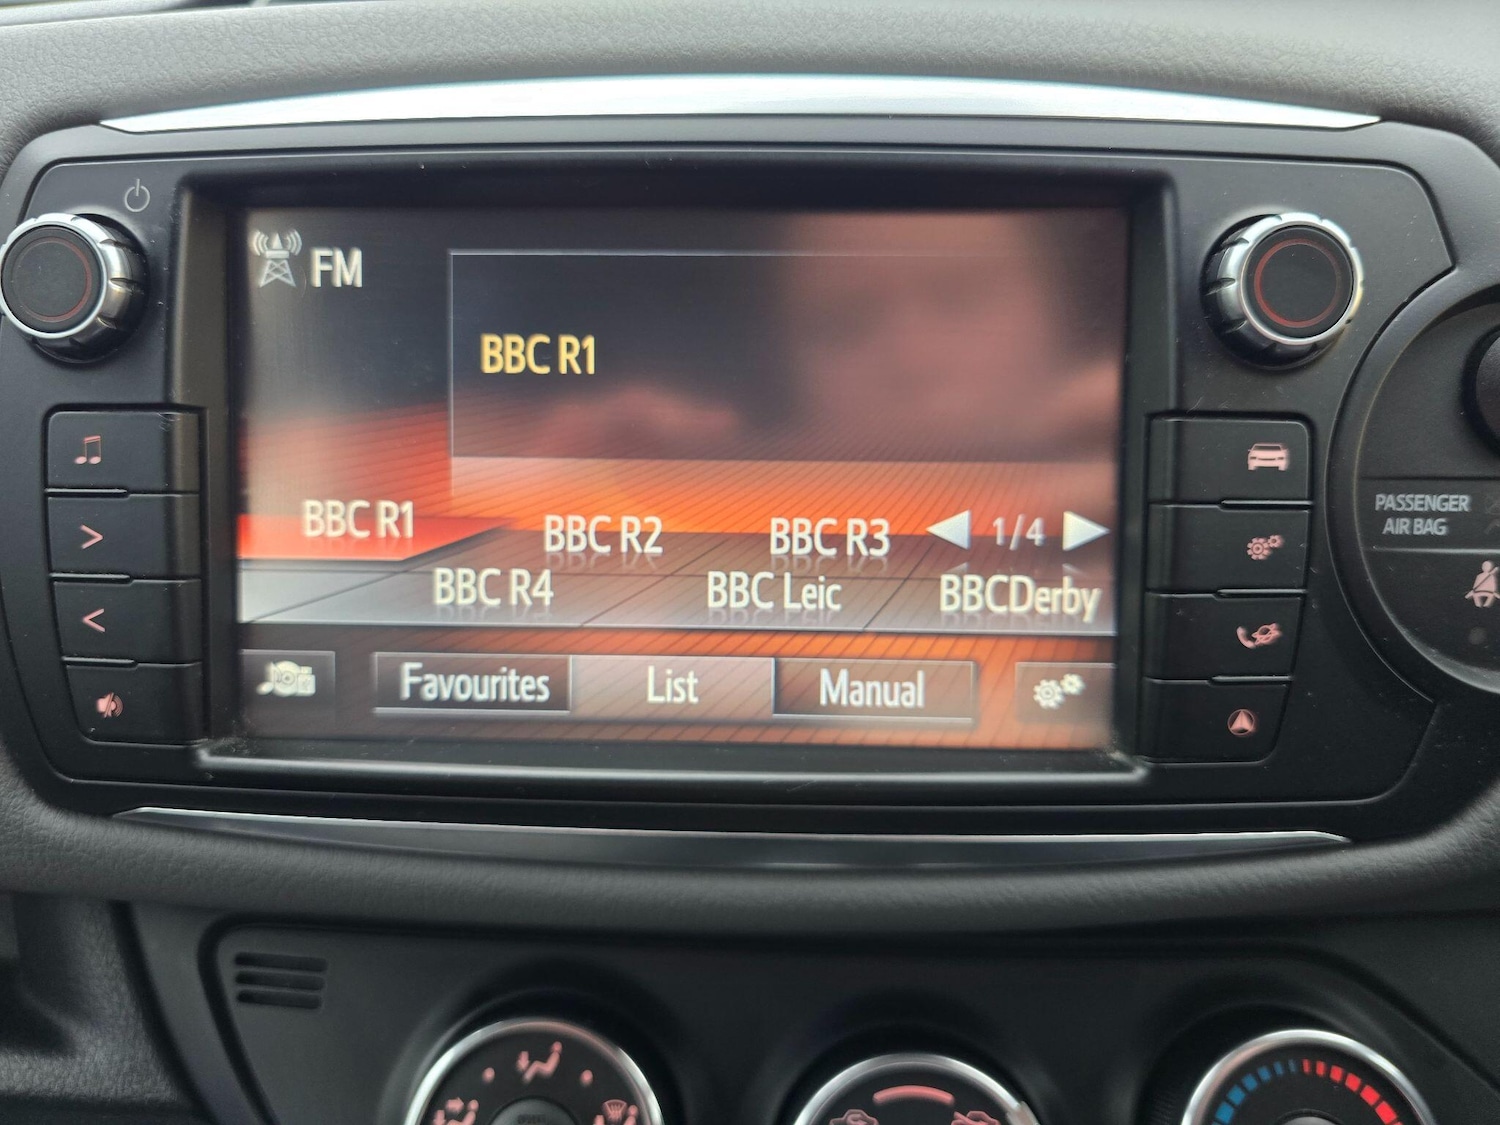 FM
BBC R1
BBC R1 BBC R2 BBC R3 1/4
BBC R4 BBC Leic BBCDerby
Favourites List Manual
PASSENGER
AIR BAG